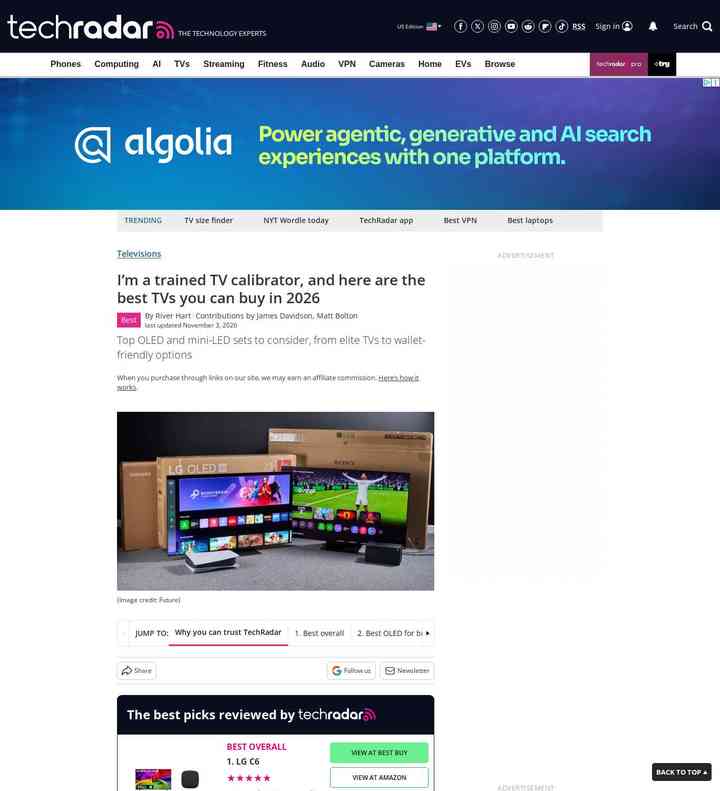 techradar THE TECHNOLOGY EXPERTS
US Edition RSS Sign in Search
Phones Computing AI TVs Streaming Fitness Audio VPN Cameras Home EVs Browse techradar pro
algolia
Power agentic, generative and AI search
experiences with one platform.
TRENDING TV size finder NYT Wordle today TechRadar app Best VPN Best laptops
Televisions
ADVERTISEMENT
I'm a trained TV calibrator, and here are the
best TVs you can buy in 2026
Best
By River Hart Contributions by James Davidson, Matt Bolton
last updated November 3, 2026
Top OLED and mini-LED sets to consider, from elite TVs to wallet-
friendly options
When you purchase through links on our site, we may earn an affiliate commission. Here's how it
works.
SAMSUNG
LG OLED
SONY
(Image credit: Future)
JUMP TO: Why you can trust TechRadar 1. Best overall 2. Best OLED for bi
Share Follow us Newsletter
The best picks reviewed by techradar
BEST OVERALL
1. LG C6
VIEW AT BEST BUY
VIEW AT AMAZON
BACK TO TOP
ADVERTISEMENT